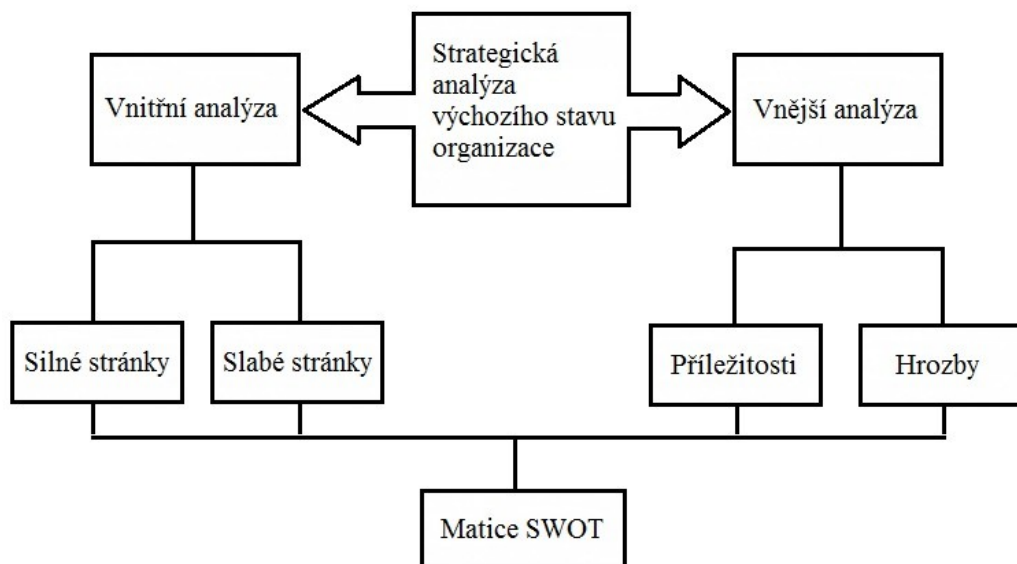 Strategická
analýza
výchozího stavu
organizace
Vnitřní analýza
Vnější analýza
Silné stránky
Slabé stránky
Příležitosti
Hrozby
Matice SWOT